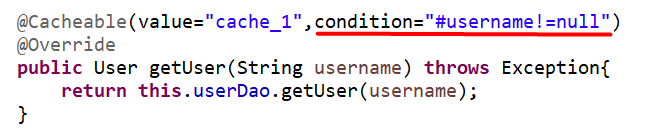 @Cacheable(value="cache_1",condition="#username!=null")
@Override
public User getUser(String username) throws Exception{
    return this.userDao.getUser(username);
}